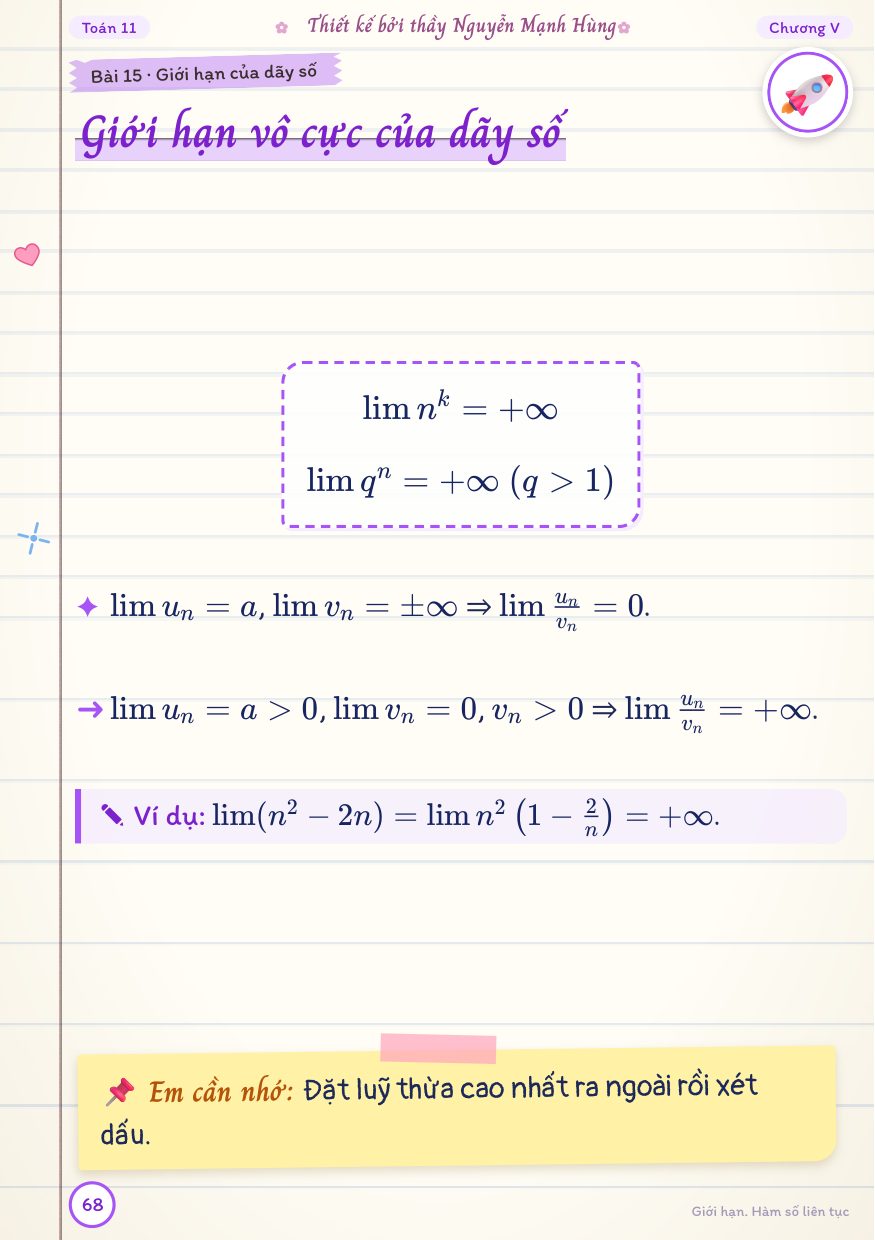 Toán 11
Thiết kế bởi thầy Nguyễn Mạnh Hùng
Chương V
Bài 15 · Giới hạn của dãy số
Giới hạn vô cực của dãy số
lim n^k = +∞
lim q^n = +∞ (q > 1)
lim u_n = a, lim v_n = ±∞ ⇒ lim u_n/v_n = 0.
→ lim u_n = a > 0, lim v_n = 0, v_n > 0 ⇒ lim u_n/v_n = +∞.
Ví dụ: lim(n² − 2n) = lim n² (1 − 2/n) = +∞.
Em cần nhớ: Đặt luỹ thừa cao nhất ra ngoài rồi xét
dấu.
68
Giới hạn. Hàm số liên tục